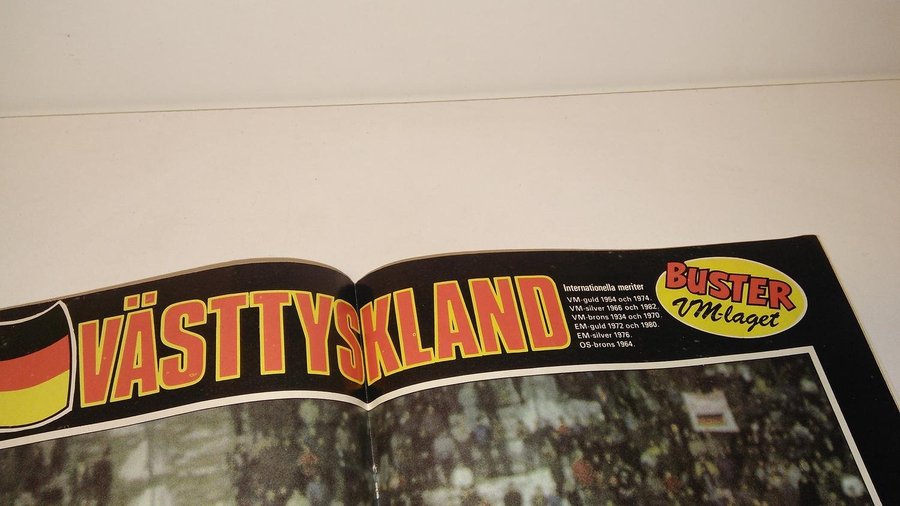 VÄSTTYSKLAND
Internationella meriter
VM-guld 1954 och 1974.
VM-silver 1966 och 1982.
VM-brons 1934 och 1970.
EM-guld 1972 och 1980.
EM-silver 1976.
OS-brons 1964.
BUSTER
VM-laget